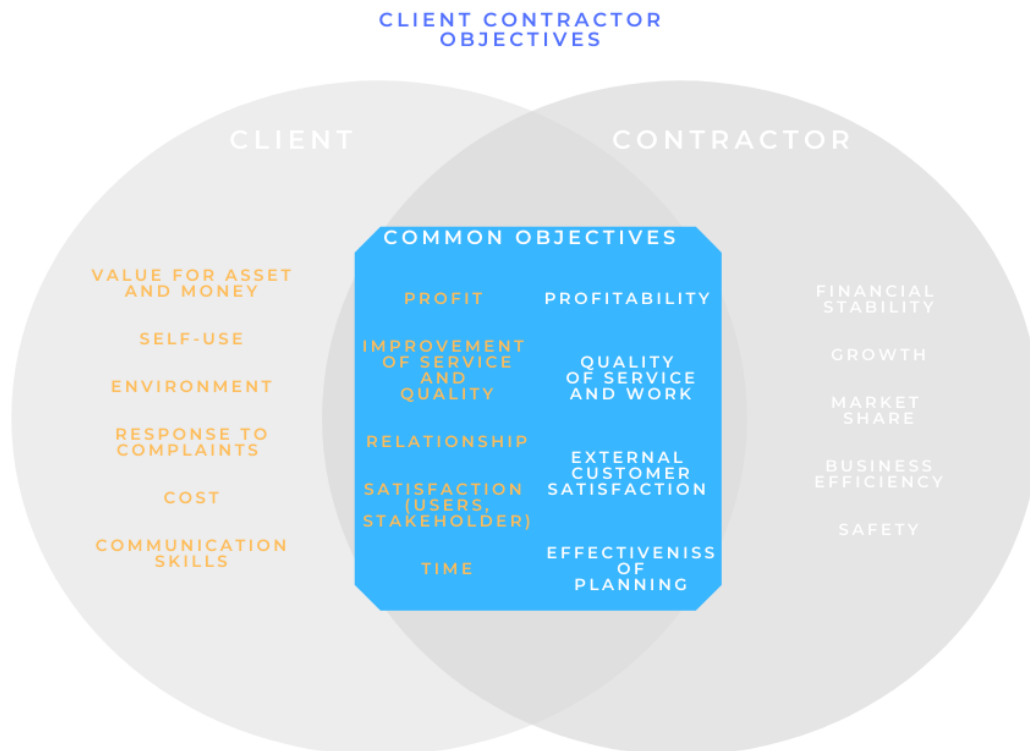 CLIENT CONTRACTOR
OBJECTIVES
CLIENT
CONTRACTOR
COMMON OBJECTIVES
VALUE FOR ASSET
AND MONEY
SELF-USE
ENVIRONMENT
RESPONSE TO
COMPLAINTS
COST
COMMUNICATION
SKILLS
PROFIT
IMPROVEMENT
OF SERVICE
AND
QUALITY
RELATIONSHIP
SATISFACTION
(USERS,
STAKEHOLDER)
TIME
PROFITABILITY
QUALITY
OF SERVICE
AND WORK
EXTERNAL
CUSTOMER
SATISFACTION
EFFECTIVENISS
OF
PLANNING
FINANCIAL
STABILITY
GROWTH
MARKET
SHARE
BUSINESS
EFFICIENCY
SAFETY